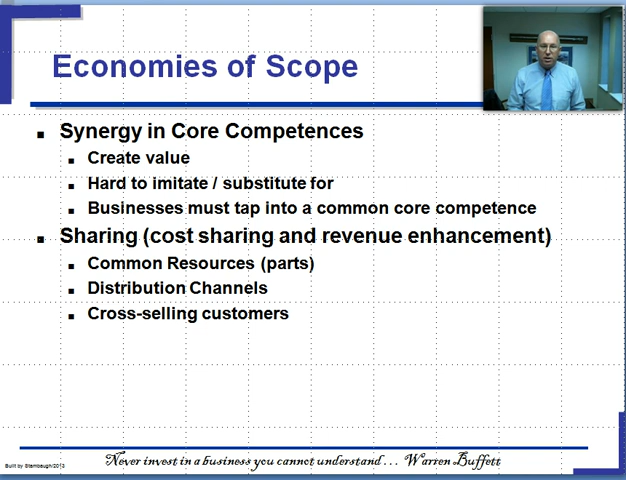 Economies of Scope
Synergy in Core Competences
Create value
Hard to imitate / substitute for
Businesses must tap into a common core competence
Sharing (cost sharing and revenue enhancement)
Common Resources (parts)
Distribution Channels
Cross-selling customers
Never invest in a business you cannot understand . . . Warren Buffett
Built by Stambaugh/2013